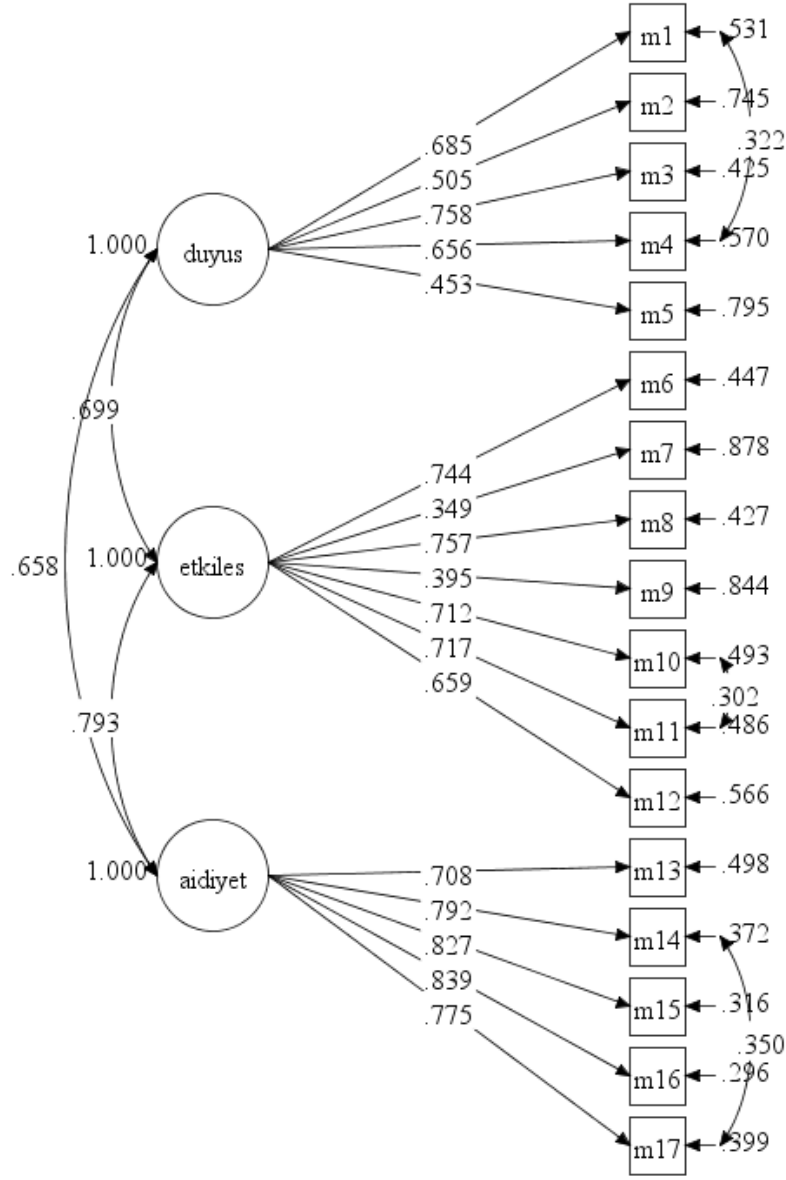 m1 .531
m2 .745
.322
.685
.505
m3 .425
.758
1.000 duyus
.656
m4 .570
.453
m5 .795
m6 .447
.699
m7 .878
.744
.349
m8 .427
.757
1.000 etkiles
.658
.395
m9 .844
.712
.717
m10 .493
.659
.302
m11 .486
.793
m12 .566
m13 .498
1.000 aidiyet
.708
.792
m14 .372
.827
.839
m15 .316
.775
.350
m16 .296
m17 .399